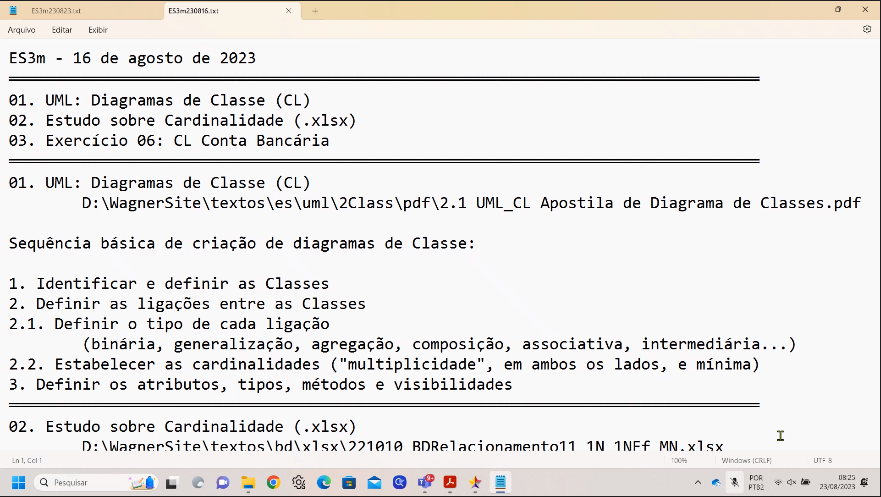 ES3m230823.txt
ES3m230816.txt
Arquivo Editar Exibir
ES3m - 16 de agosto de 2023
01. UML: Diagramas de Classe (CL)
02. Estudo sobre Cardinalidade (.xlsx)
03. Exercício 06: CL Conta Bancária
01. UML: Diagramas de Classe (CL)
D:\WagnerSite\textos\es\uml\2Class\pdf\2.1 UML_CL Apostila de Diagrama de Classes.pdf
Sequência básica de criação de diagramas de Classe:
1. Identificar e definir as Classes
2. Definir as ligações entre as Classes
2.1. Definir o tipo de cada ligação
(binária, generalização, agregação, composição, associativa, intermediária...)
2.2. Estabelecer as cardinalidades ("multiplicidade", em ambos os lados, e mínima)
3. Definir os atributos, tipos, métodos e visibilidades
02. Estudo sobre Cardinalidade (.xlsx)
D:\WagnerSite\textos\bd\xlsx\221010 BDRelacionamento11 1N 1NEf MN.xlsx
Ln 1, Col 1 100% Windows (CRLF) UTF-8
Pesquisar
9+
POR
PTB2
08:25
23/08/2023